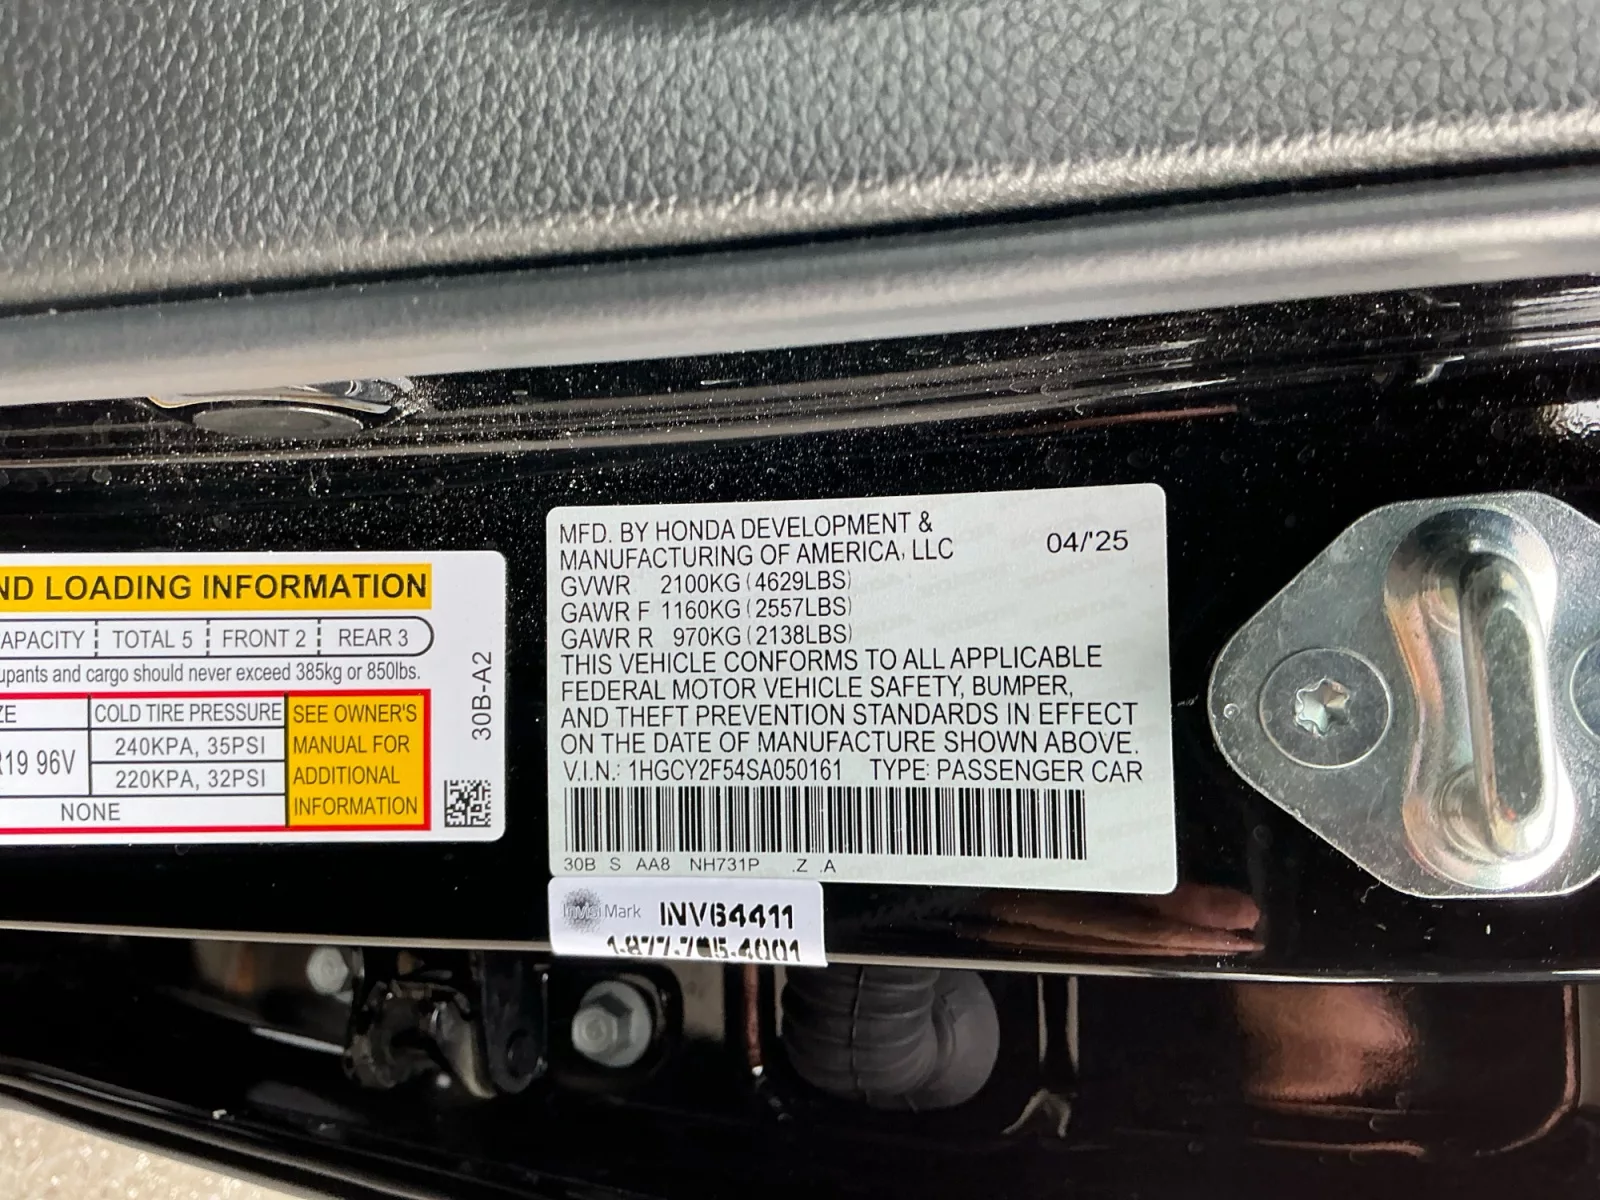 ND LOADING INFORMATION
APACITY TOTAL 5 FRONT 2 REAR 3
upants and cargo should never exceed 385kg or 850lbs.
ZE COLD TIRE PRESSURE SEE OWNER'S
MANUAL FOR
ADDITIONAL
INFORMATION
R19 96V 240KPA, 35PSI
220KPA, 32PSI
NONE
30B-A2
MFD. BY HONDA DEVELOPMENT &
MANUFACTURING OF AMERICA, LLC 04/'25
GVWR 2100KG (4629LBS)
GAWR F 1160KG (2557LBS)
GAWR R 970KG (2138LBS)
THIS VEHICLE CONFORMS TO ALL APPLICABLE
FEDERAL MOTOR VEHICLE SAFETY, BUMPER,
AND THEFT PREVENTION STANDARDS IN EFFECT
ON THE DATE OF MANUFACTURE SHOWN ABOVE.
V.I.N.: 1HGCY2F54SA050161 TYPE: PASSENGER CAR
30B S AA8 NH731P .Z .A
InVisiMark INV64411